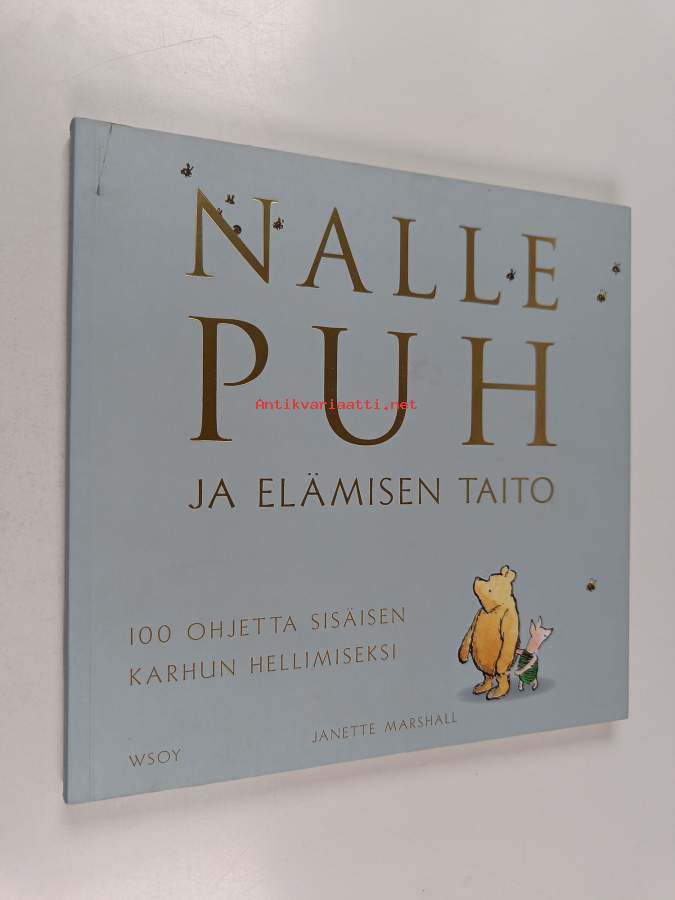 NALLE
PUH
Antikvariaatti.net
JA ELÄMISEN TAITO
100 OHJETTA SISÄISEN
KARHUN HELLIMISEKSI
JANETTE MARSHALL
WSOY